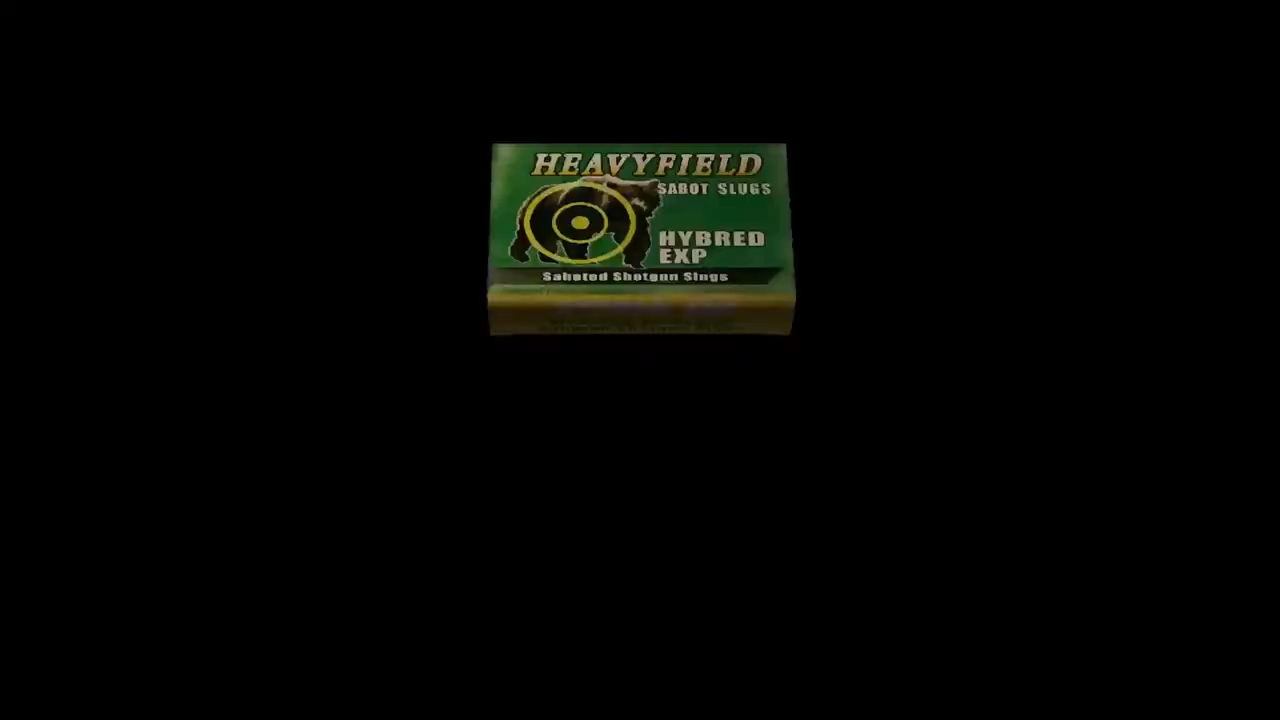 HEAVYFIELD
SABOT SLUGS
HYBRED
EXP
Saboted Shotgun Slugs